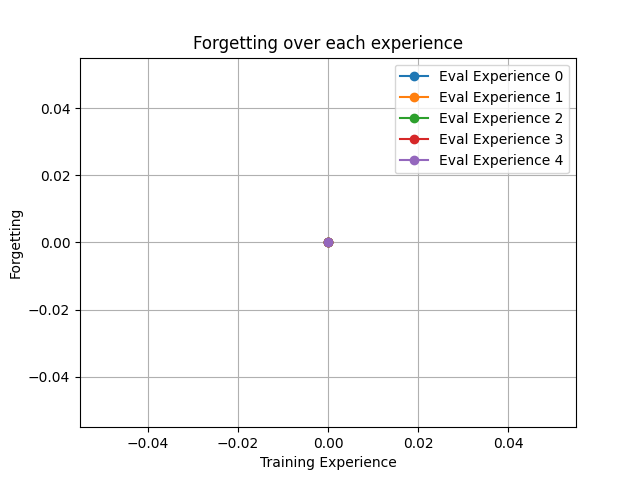 Forgetting over each experience
Eval Experience 0
Eval Experience 1
Eval Experience 2
Eval Experience 3
Eval Experience 4
0.04
0.02
0.00
−0.02
−0.04
Forgetting
−0.04 −0.02 0.00 0.02 0.04
Training Experience